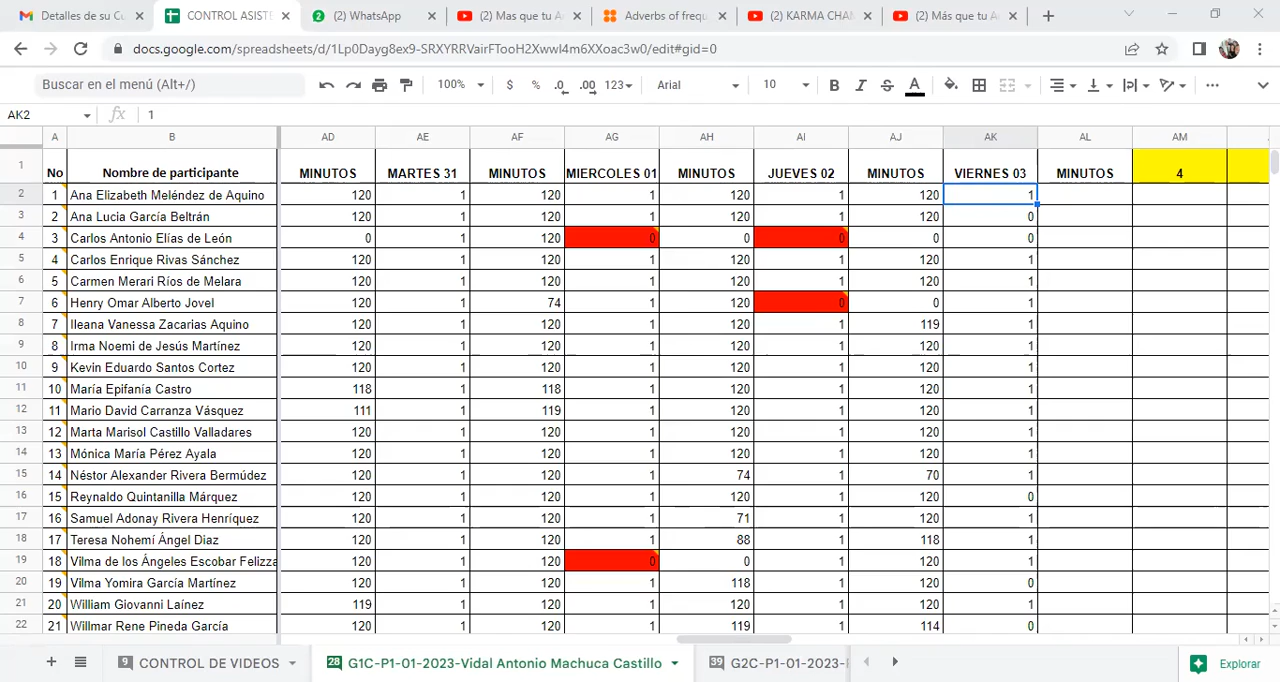 Detalles de su Cu
CONTROL ASISTE
(2) WhatsApp
(2) Mas que tu A
Adverbs of frequ
(2) KARMA CHAN
(2) Más que tu A
docs.google.com/spreadsheets/d/1Lp0Dayg8ex9-SRXYRRVairFTooH2Xwwl4m6XXoac3w0/edit#gid=0
Buscar en el menú (Alt+/) 100% $ % .0 .00 123 Arial 10 B I S A
AK2 fx 1
A B AD AE AF AG AH AI AJ AK AL AM
1 No Nombre de participante MINUTOS MARTES 31 MINUTOS MIERCOLES 01 MINUTOS JUEVES 02 MINUTOS VIERNES 03 MINUTOS 4
2 1 Ana Elizabeth Meléndez de Aquino 120 1 120 1 120 1 120 1
3 2 Ana Lucia García Beltrán 120 1 120 1 120 1 120 0
4 3 Carlos Antonio Elías de León 0 1 120 0 0 0 0 0
5 4 Carlos Enrique Rivas Sánchez 120 1 120 1 120 1 120 1
6 5 Carmen Merari Ríos de Melara 120 1 120 1 120 1 120 1
7 6 Henry Omar Alberto Jovel 120 1 74 1 120 0 0 1
8 7 Ileana Vanessa Zacarias Aquino 120 1 120 1 120 1 119 1
9 8 Irma Noemi de Jesús Martínez 120 1 120 1 120 1 120 1
10 9 Kevin Eduardo Santos Cortez 120 1 120 1 120 1 120 1
11 10 María Epifanía Castro 118 1 118 1 120 1 120 1
12 11 Mario David Carranza Vásquez 111 1 119 1 120 1 120 1
13 12 Marta Marisol Castillo Valladares 120 1 120 1 120 1 120 1
14 13 Mónica María Pérez Ayala 120 1 120 1 120 1 120 1
15 14 Néstor Alexander Rivera Bermúdez 120 1 120 1 74 1 70 1
16 15 Reynaldo Quintanilla Márquez 120 1 120 1 120 1 120 0
17 16 Samuel Adonay Rivera Henríquez 120 1 120 1 71 1 120 1
18 17 Teresa Nohemí Ángel Diaz 120 1 120 1 88 1 118 1
19 18 Vilma de los Ángeles Escobar Felizza 120 1 120 0 0 1 120 1
20 19 Vilma Yomira García Martínez 120 1 120 1 118 1 120 0
21 20 William Giovanni Laínez 119 1 120 1 120 1 120 1
22 21 Willmar Rene Pineda García 120 1 120 1 119 1 114 0
9 CONTROL DE VIDEOS
28 G1C-P1-01-2023-Vidal Antonio Machuca Castillo
39 G2C-P1-01-2023-
Explorar